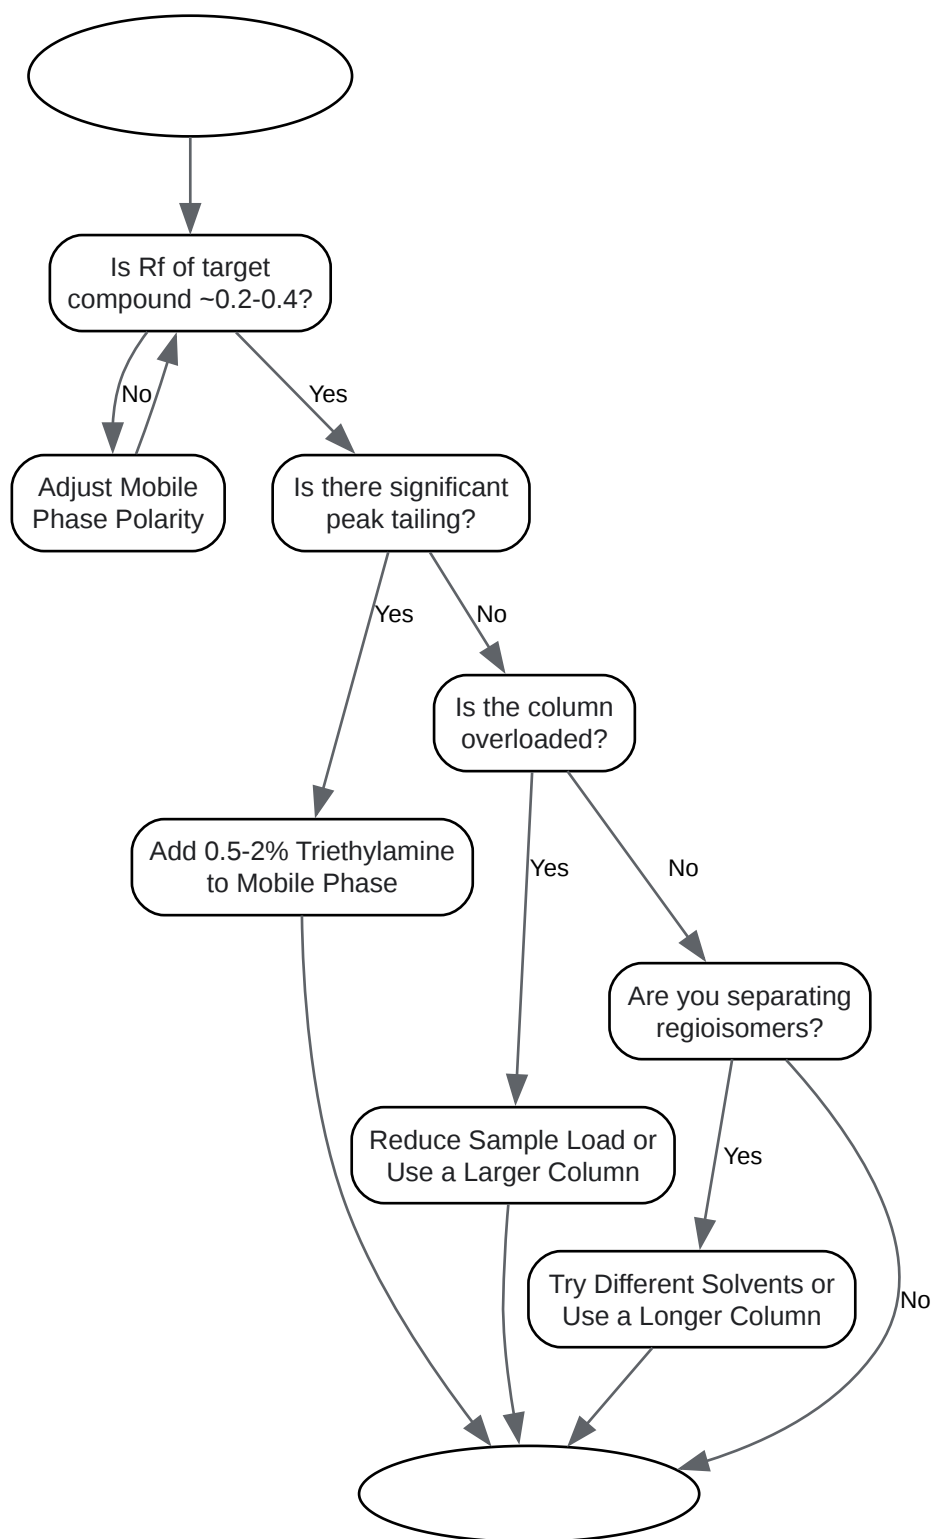 Is Rf of target
compound ~0.2-0.4?
No
Yes
Adjust Mobile
Phase Polarity
Is there significant
peak tailing?
Yes
No
Is the column
overloaded?
Add 0.5-2% Triethylamine
to Mobile Phase
Yes
No
Are you separating
regioisomers?
Reduce Sample Load or
Use a Larger Column
Yes
Try Different Solvents or
Use a Longer Column
No